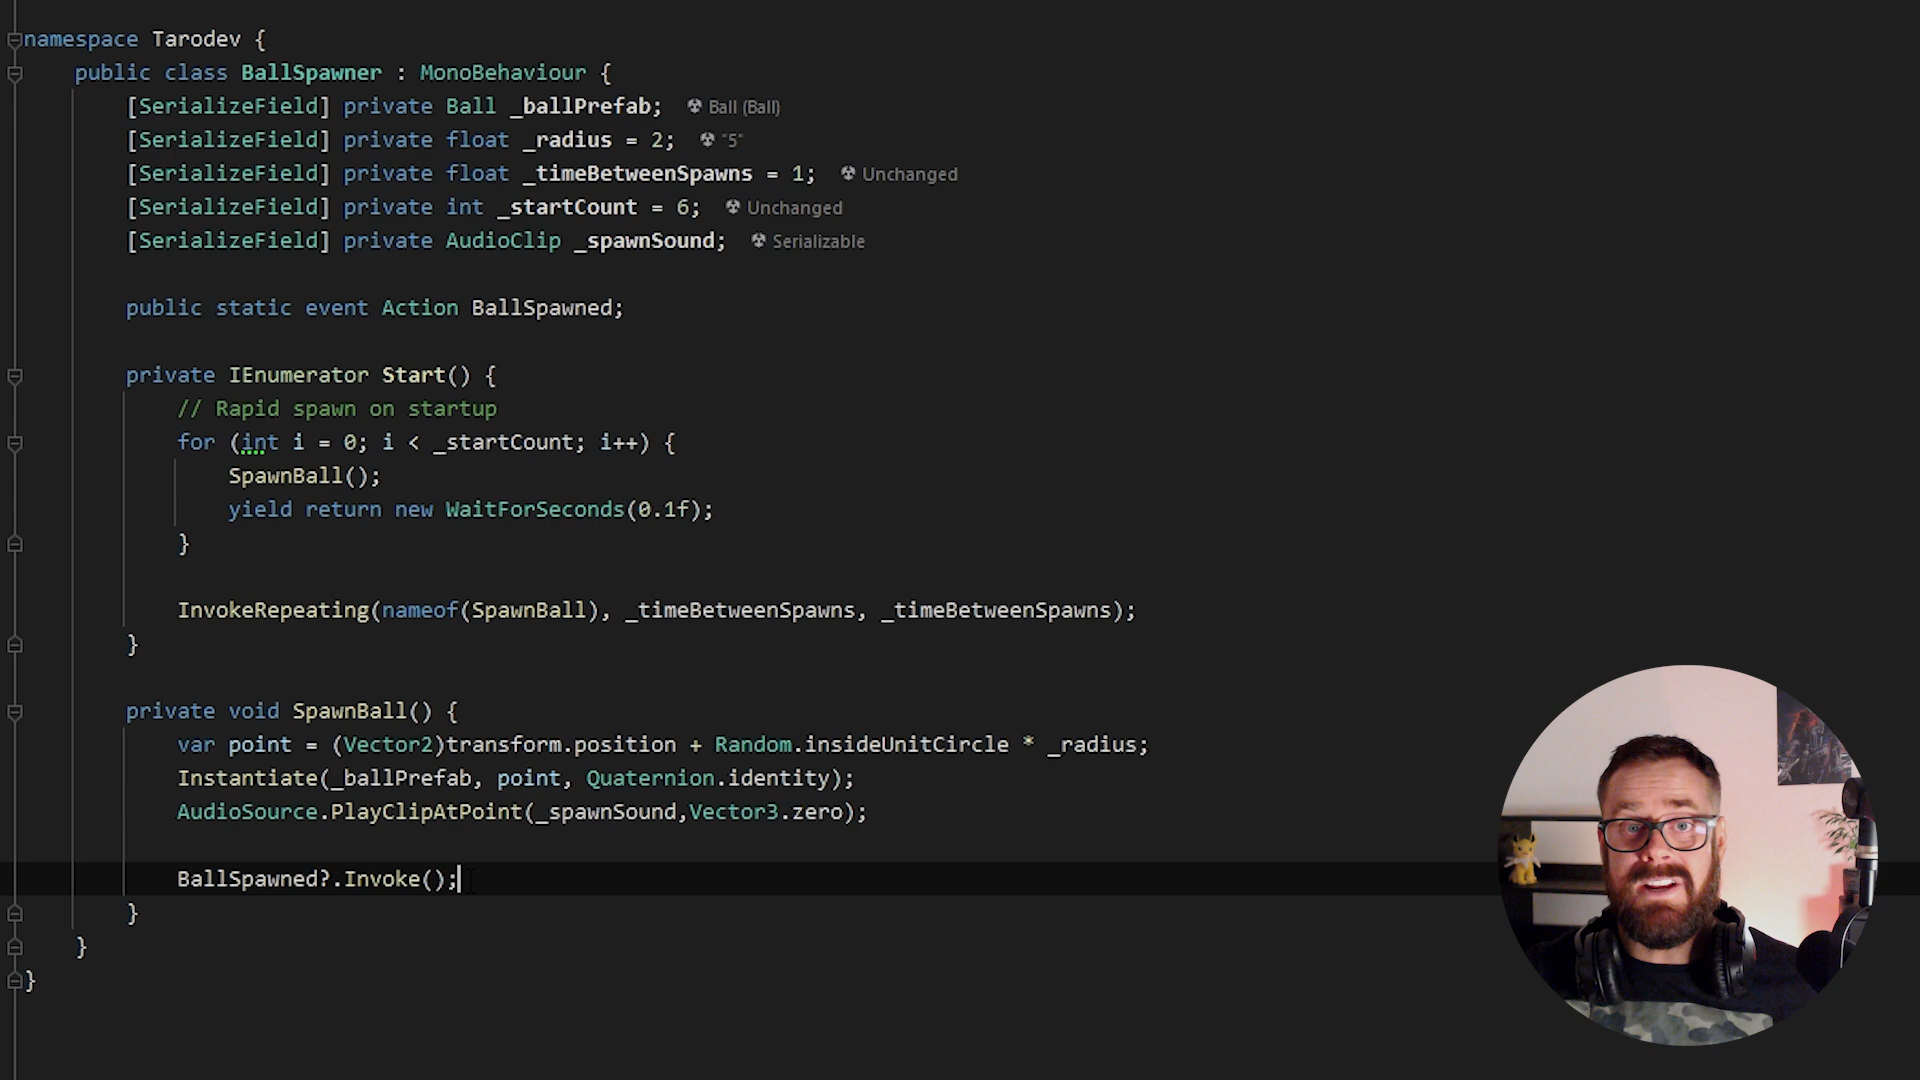 namespace Tarodev {
public class BallSpawner : MonoBehaviour {
[SerializeField] private Ball _ballPrefab; Ball (Ball)
[SerializeField] private float _radius = 2; "5"
[SerializeField] private float _timeBetweenSpawns = 1; Unchanged
[SerializeField] private int _startCount = 6; Unchanged
[SerializeField] private AudioClip _spawnSound; Serializable
public static event Action BallSpawned;
private IEnumerator Start() {
// Rapid spawn on startup
for (int i = 0; i < _startCount; i++) {
SpawnBall();
yield return new WaitForSeconds(0.1f);
}
InvokeRepeating(nameof(SpawnBall), _timeBetweenSpawns, _timeBetweenSpawns);
}
private void SpawnBall() {
var point = (Vector2)transform.position + Random.insideUnitCircle * _radius;
Instantiate(_ballPrefab, point, Quaternion.identity);
AudioSource.PlayClipAtPoint(_spawnSound,Vector3.zero);
BallSpawned?.Invoke();
}
}
}